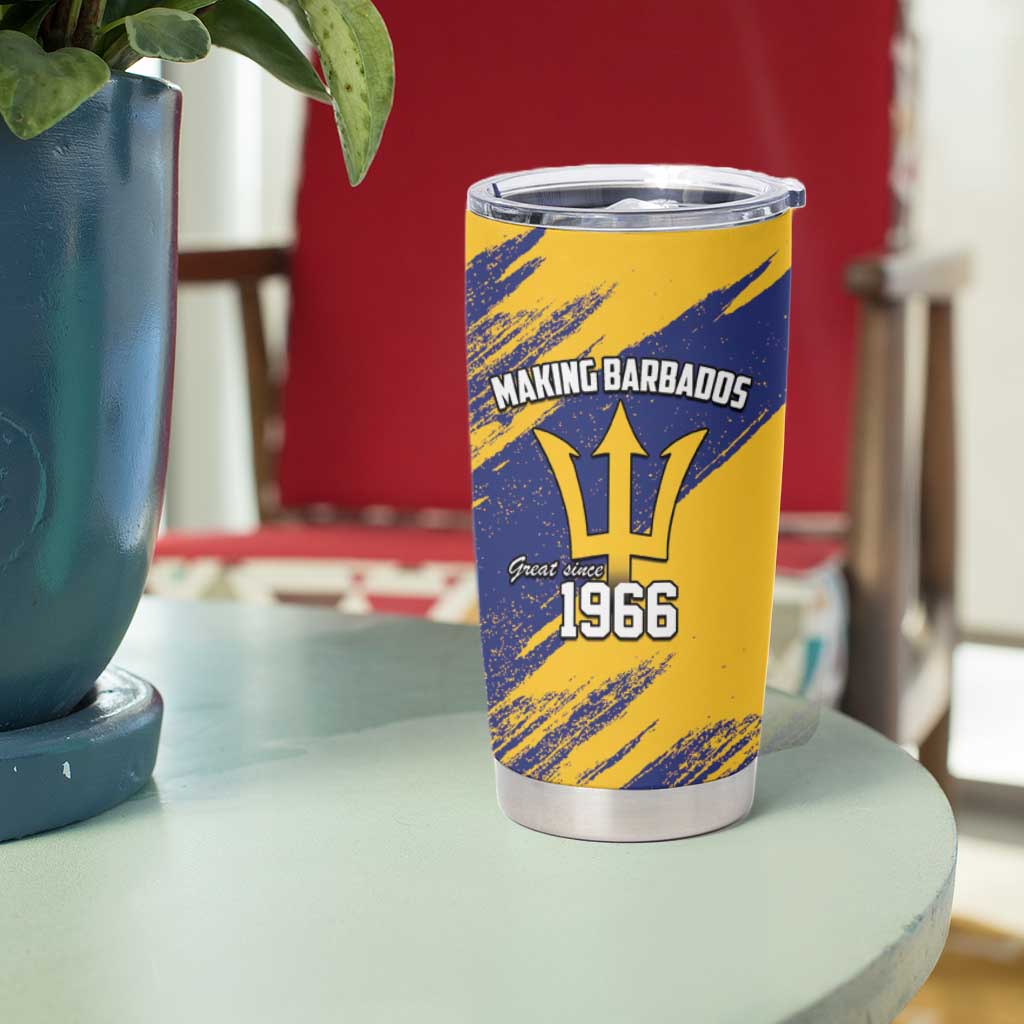 MAKING BARBADOS
Great since
1966